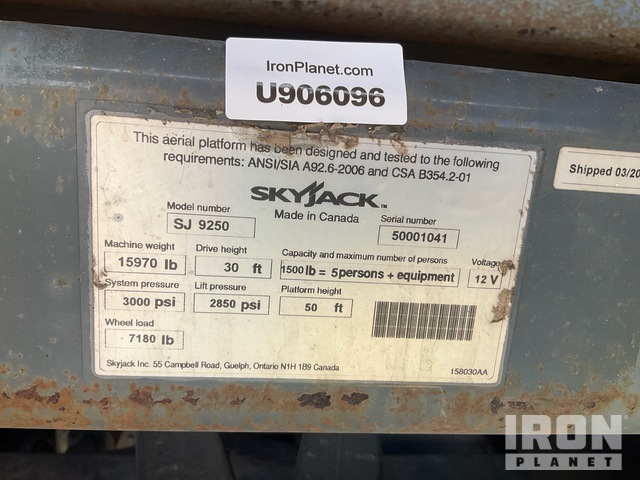 IronPlanet.com
U906096
This aerial platform has been designed and tested to the following
requirements: ANSI/SIA A92.6-2006 and CSA B354.2-01
SKYJACK™
Made in Canada
Model number
SJ 9250
Serial number
50001041
Machine weight
15970 lb
Drive height
30 ft
Capacity and maximum number of persons
1500 lb = 5persons + equipment
Voltage
12 V
System pressure
3000 psi
Lift pressure
2850 psi
Platform height
50 ft
Wheel load
7180 lb
Skyjack Inc. 55 Campbell Road, Guelph, Ontario N1H 1B9 Canada
158030AA
Shipped 03/20
IRON
PLANET